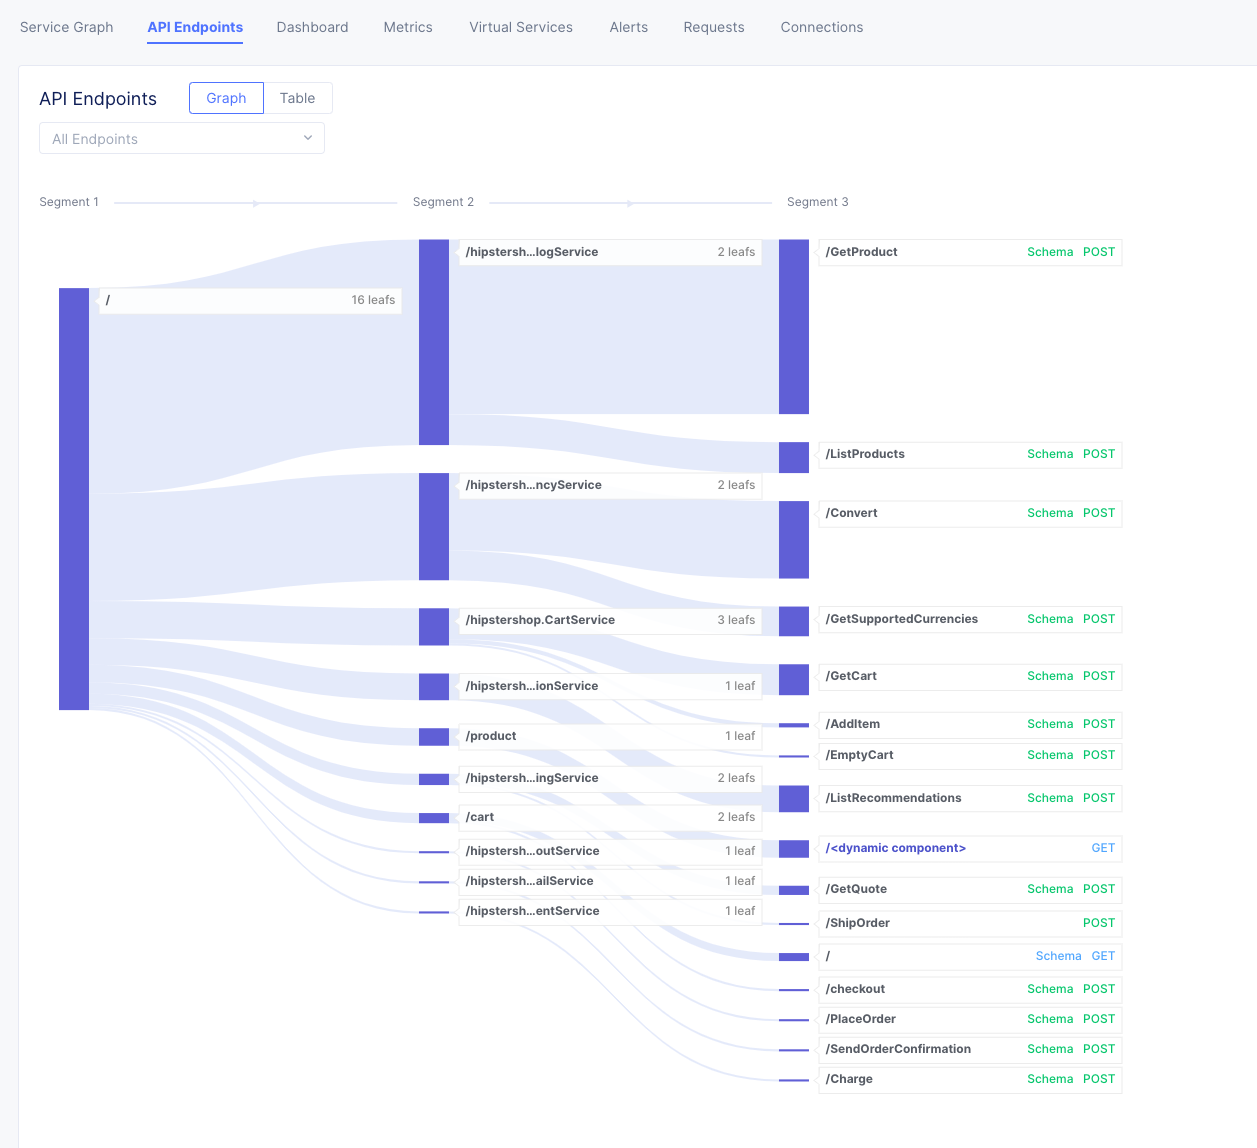 Service Graph API Endpoints Dashboard Metrics Virtual Services Alerts Requests Connections
API Endpoints Graph Table
All Endpoints
Segment 1 Segment 2 Segment 3
/ 16 leafs
/hipstersh...logService 2 leafs
/hipstersh...ncyService 2 leafs
/hipstershop.CartService 3 leafs
/hipstersh...ionService 1 leaf
/product 1 leaf
/hipstersh...ingService 2 leafs
/cart 2 leafs
/hipstersh...outService 1 leaf
/hipstersh...ailService 1 leaf
/hipstersh...entService 1 leaf
/GetProduct Schema POST
/ListProducts Schema POST
/Convert Schema POST
/GetSupportedCurrencies Schema POST
/GetCart Schema POST
/AddItem Schema POST
/EmptyCart Schema POST
/ListRecommendations Schema POST
/<dynamic component> GET
/GetQuote Schema POST
/ShipOrder POST
/ Schema GET
/checkout Schema POST
/PlaceOrder Schema POST
/SendOrderConfirmation Schema POST
/Charge Schema POST